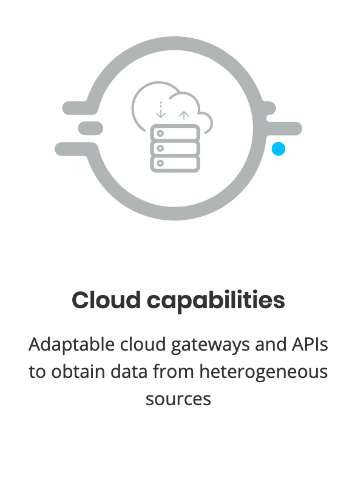 Cloud capabilities
Adaptable cloud gateways and APIs
to obtain data from heterogeneous
sources